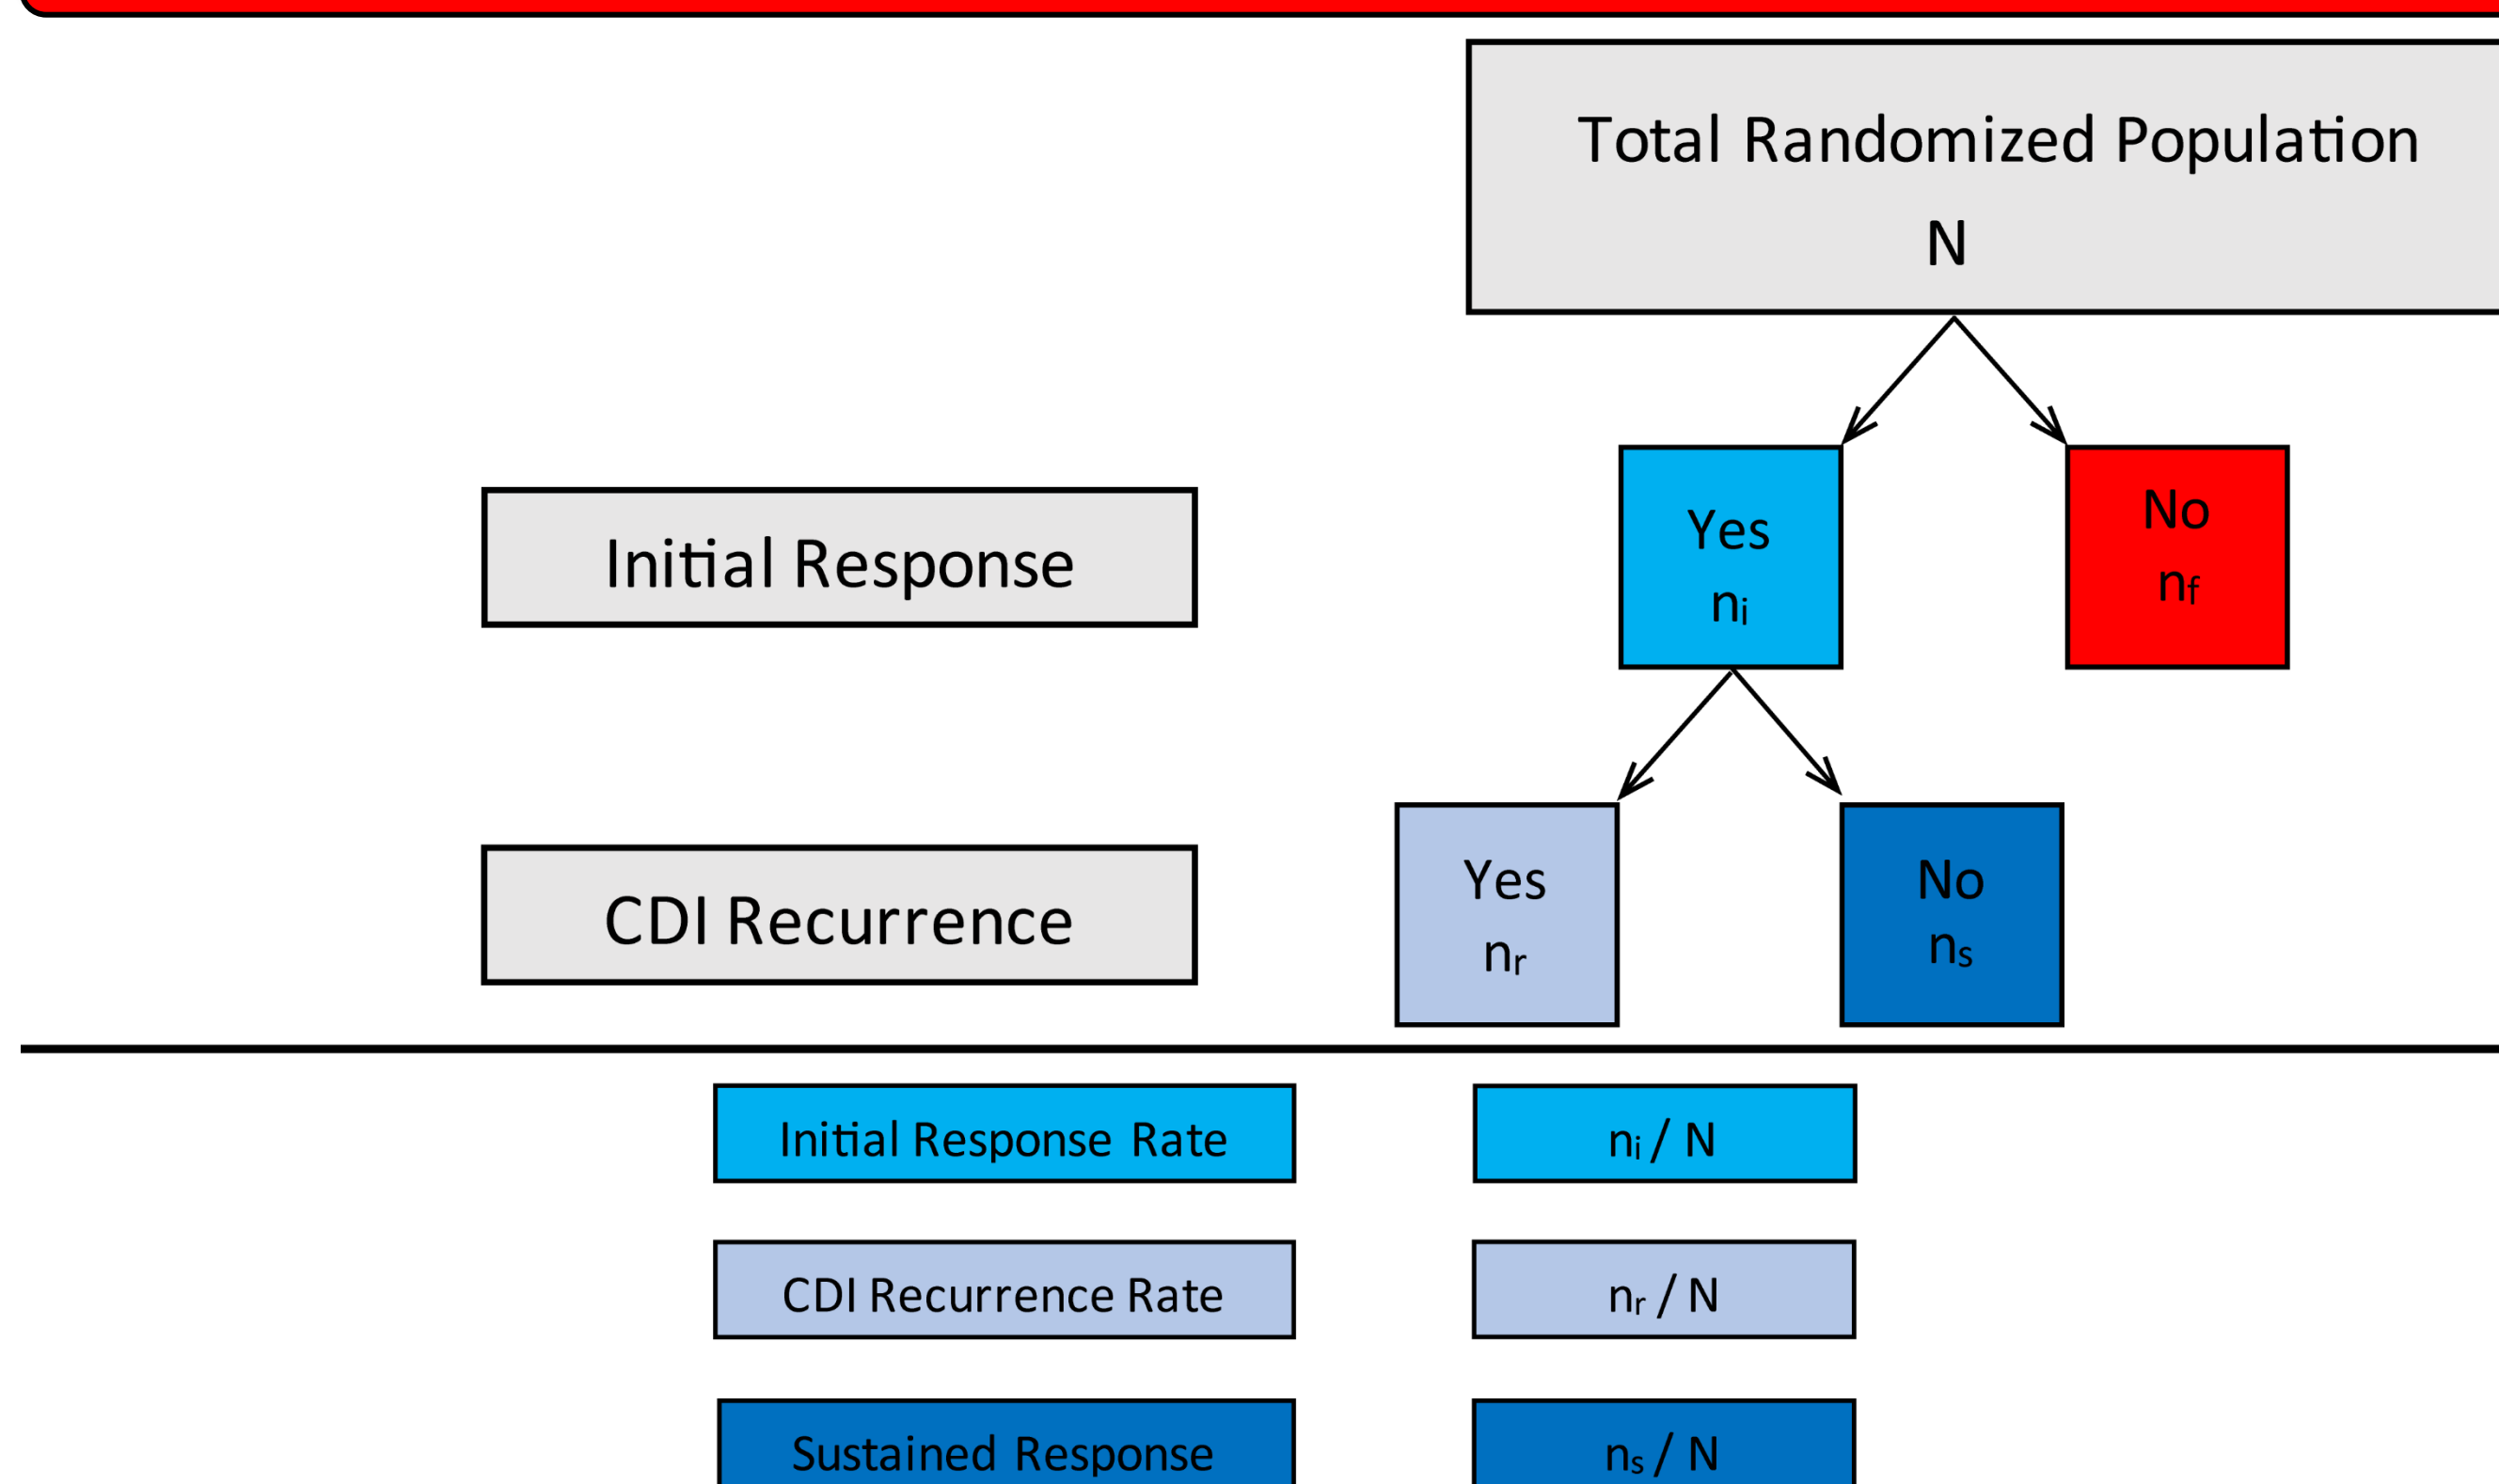 Total Randomized Population
N
Initial Response
Yes
nᵢ
No
n_f
CDI Recurrence
Yes
nᵣ
No
nₛ
Initial Response Rate
nᵢ / N
CDI Recurrence Rate
nᵣ / N
Sustained Response
nₛ / N